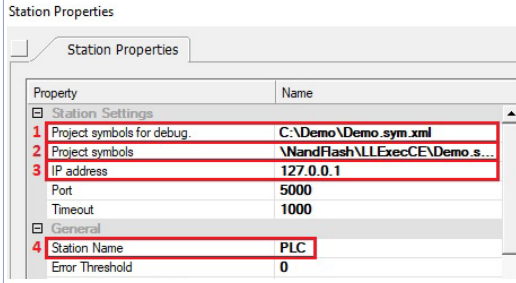 Station Properties
Station Properties
Property Name
Station Settings
1 Project symbols for debug. C:\Demo\Demo.sym.xml
2 Project symbols \NandFlash\LLExecCE\Demo.s...
3 IP address 127.0.0.1
Port 5000
Timeout 1000
General
4 Station Name PLC
Error Threshold 0